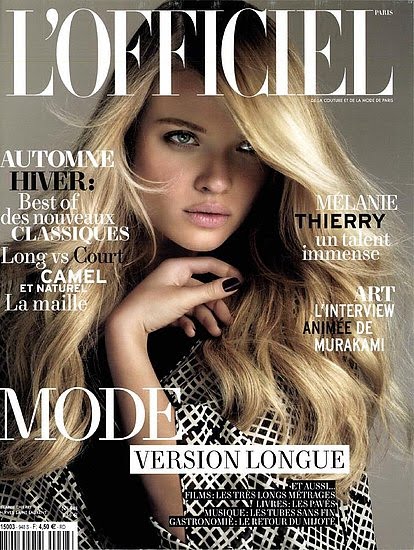 L'OFFICIEL
PARIS
DE LA COUTURE ET DE LA MODE DE PARIS
AUTOMNE
HIVER:
Best of
des nouveaux
CLASSIQUES
Long vs Court
CAMEL
ET NATUREL
La maille
MÉLANIE
THIERRY
un talent
immense
ART
L'INTERVIEW
ANIMÉE DE
MURAKAMI
MODE
VERSION LONGUE
ET AUSSI...
FILMS : LES TRÈS LONGS MÉTRAGES
LIVRES : LES PAVÉS
MUSIQUE : LES TUBES SANS FIN
GASTRONOMIE : LE RETOUR DU MIJOTÉ